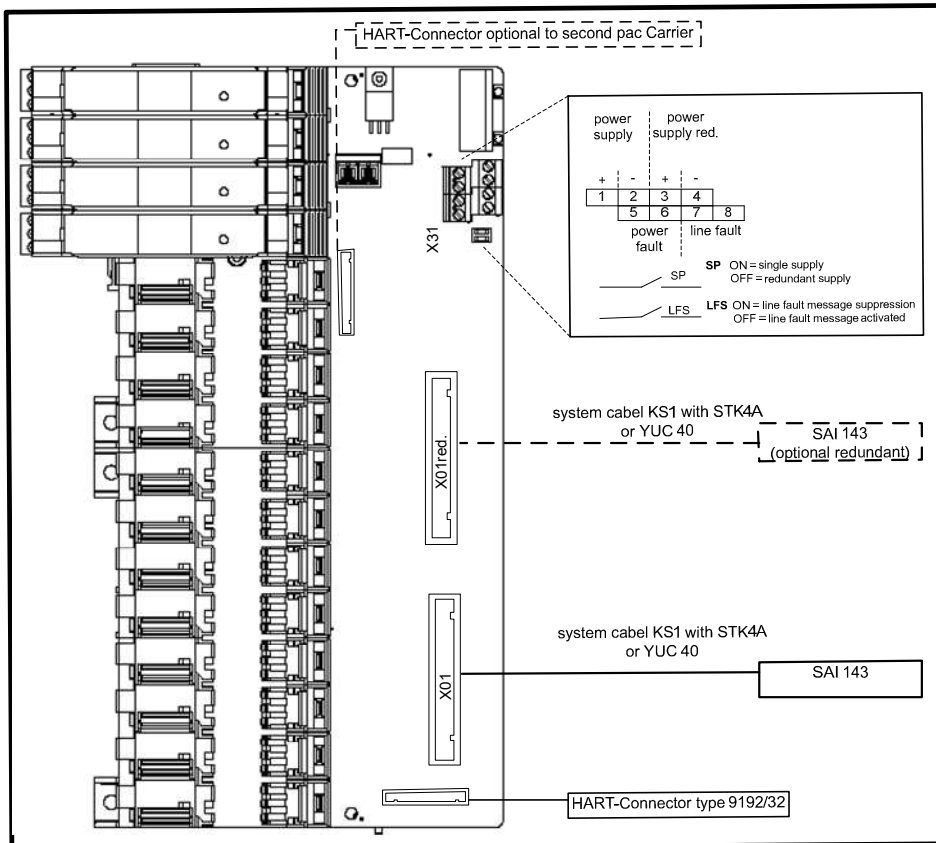 HART-Connector optional to second pac Carrier
power supply
power supply red.
+ - + -
1 2 3 4
5 6 7 8
power fault
line fault
SP
SP ON = single supply
OFF = redundant supply
LFS
LFS ON = line fault message suppression
OFF = line fault message activated
X31
system cabel KS1 with STK4A
or YUC 40
SAI 143
(optional redundant)
X01red.
system cabel KS1 with STK4A
or YUC 40
SAI 143
X01
HART-Connector type 9192/32